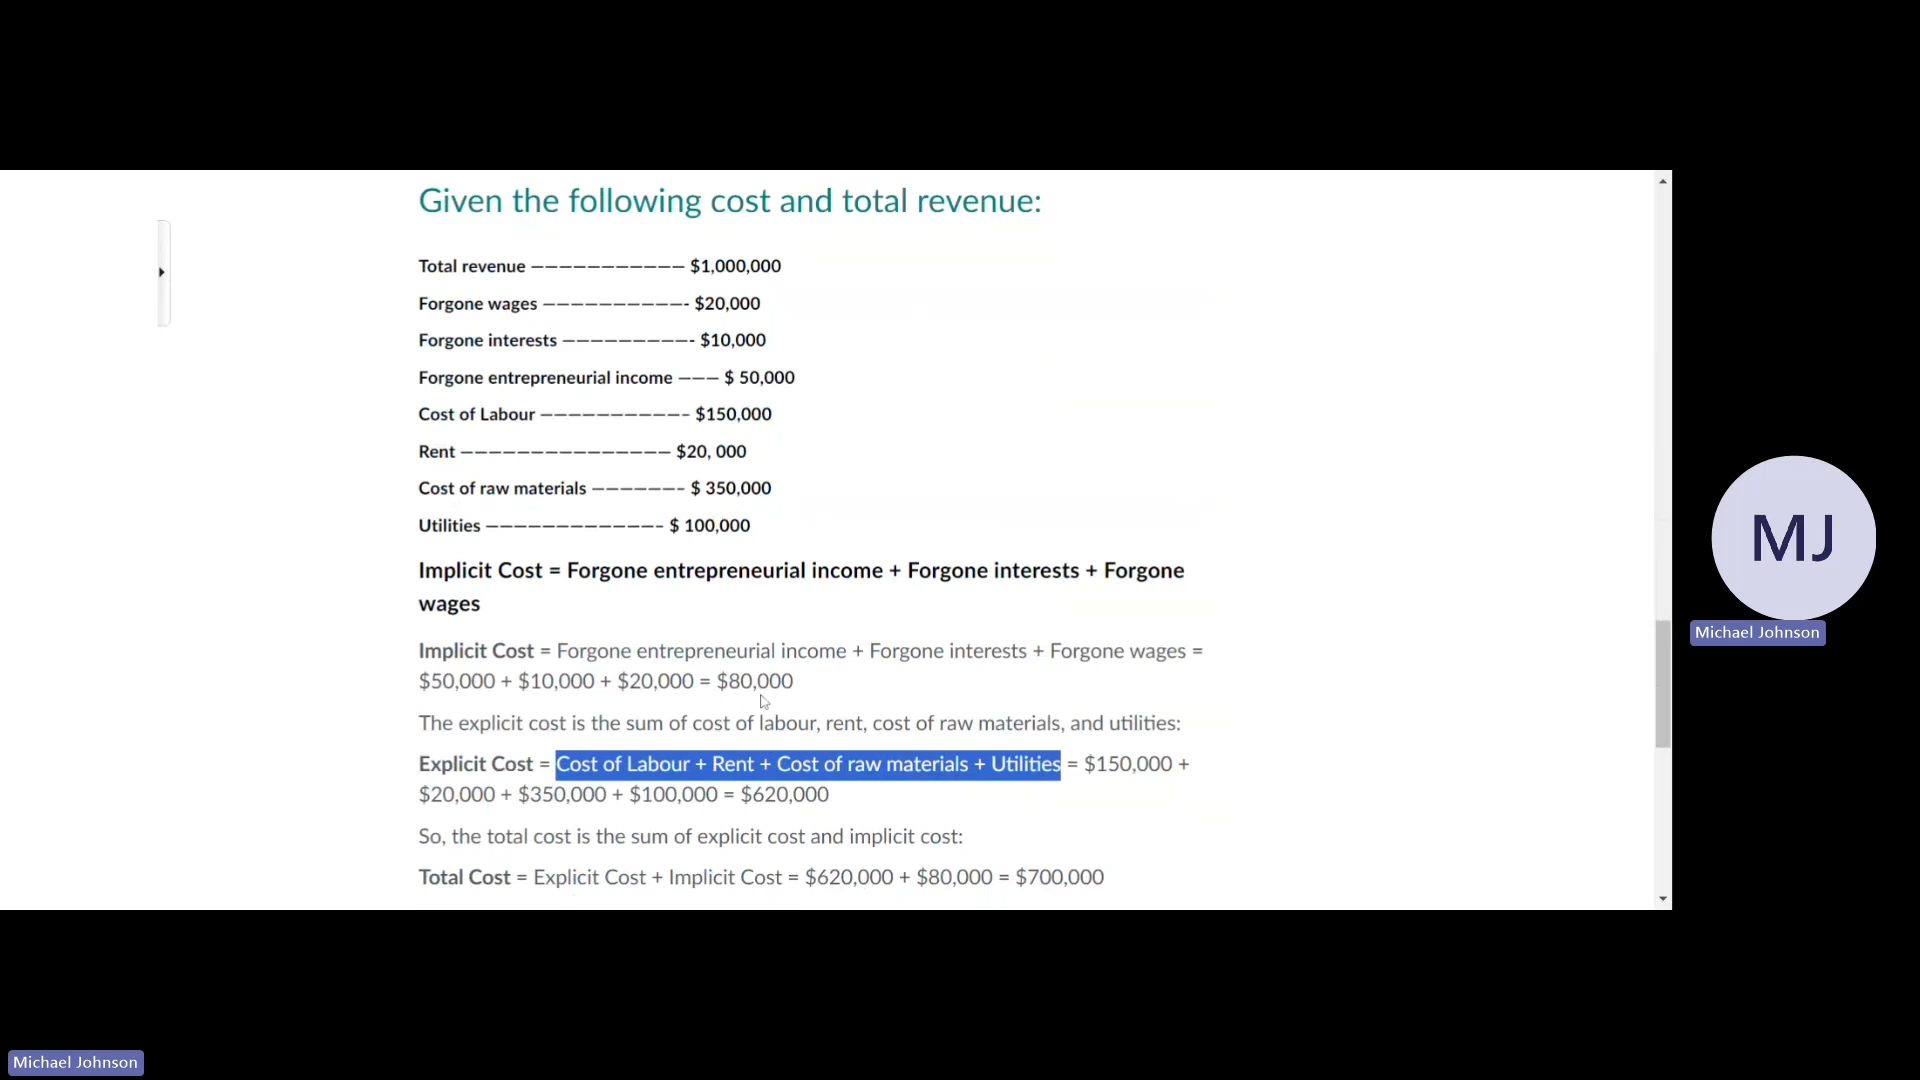 Given the following cost and total revenue:
Total revenue ——————————— $1,000,000
Forgone wages ——————————- $20,000
Forgone interests —————————- $10,000
Forgone entrepreneurial income ——— $ 50,000
Cost of Labour ——————————– $150,000
Rent ——————————————— $20, 000
Cost of raw materials ——————– $ 350,000
Utilities ————————————– $ 100,000
Implicit Cost = Forgone entrepreneurial income + Forgone interests + Forgone
wages
Implicit Cost = Forgone entrepreneurial income + Forgone interests + Forgone wages =
$50,000 + $10,000 + $20,000 = $80,000
The explicit cost is the sum of cost of labour, rent, cost of raw materials, and utilities:
Explicit Cost = Cost of Labour + Rent + Cost of raw materials + Utilities = $150,000 +
$20,000 + $350,000 + $100,000 = $620,000
So, the total cost is the sum of explicit cost and implicit cost:
Total Cost = Explicit Cost + Implicit Cost = $620,000 + $80,000 = $700,000
MJ
Michael Johnson
Michael Johnson